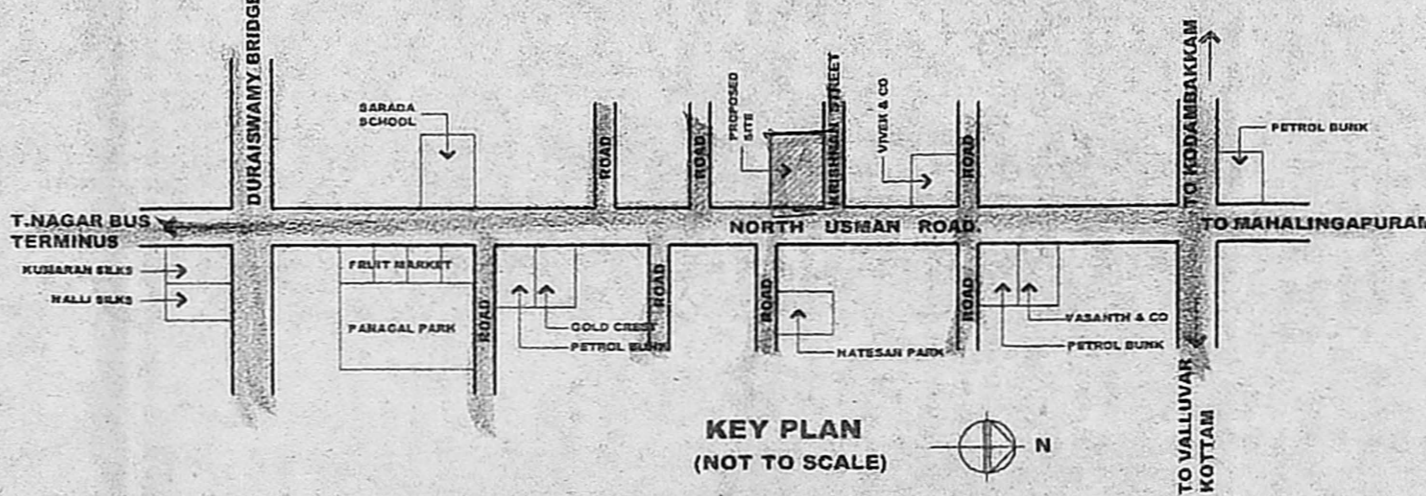 DURAISWAMY BRIDGE
SARADA
SCHOOL
ROAD
ROAD
PROPOSED
SITE
KRISHNAN STREET
VIVEK & CO
ROAD
TO KODAMBAKKAM
PETROL BUNK
T.NAGAR BUS
TERMINUS
NORTH USMAN ROAD.
TO MAHALINGAPURAM
KUMARAN SILKS
NALLI SILKS
FRUIT MARKET
PANAGAL PARK
ROAD
GOLD CREST
PETROL BUNK
ROAD
ROAD
NATESAN PARK
ROAD
VASANTH & CO
PETROL BUNK
TO VALLUVAR
KOTTAM
KEY PLAN
(NOT TO SCALE)
N